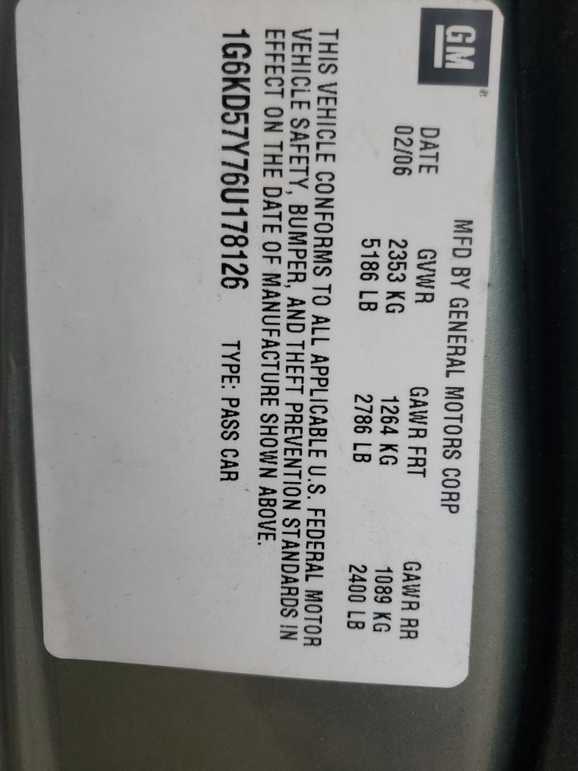 GM
MFD BY GENERAL MOTORS CORP
DATE GVWR GAWR FRT GAWR RR
02/06 2353 KG 1264 KG 1089 KG
5186 LB 2786 LB 2400 LB
THIS VEHICLE CONFORMS TO ALL APPLICABLE U.S. FEDERAL MOTOR
VEHICLE SAFETY, BUMPER, AND THEFT PREVENTION STANDARDS IN
EFFECT ON THE DATE OF MANUFACTURE SHOWN ABOVE.
1G6KD57Y76U178126 TYPE: PASS CAR